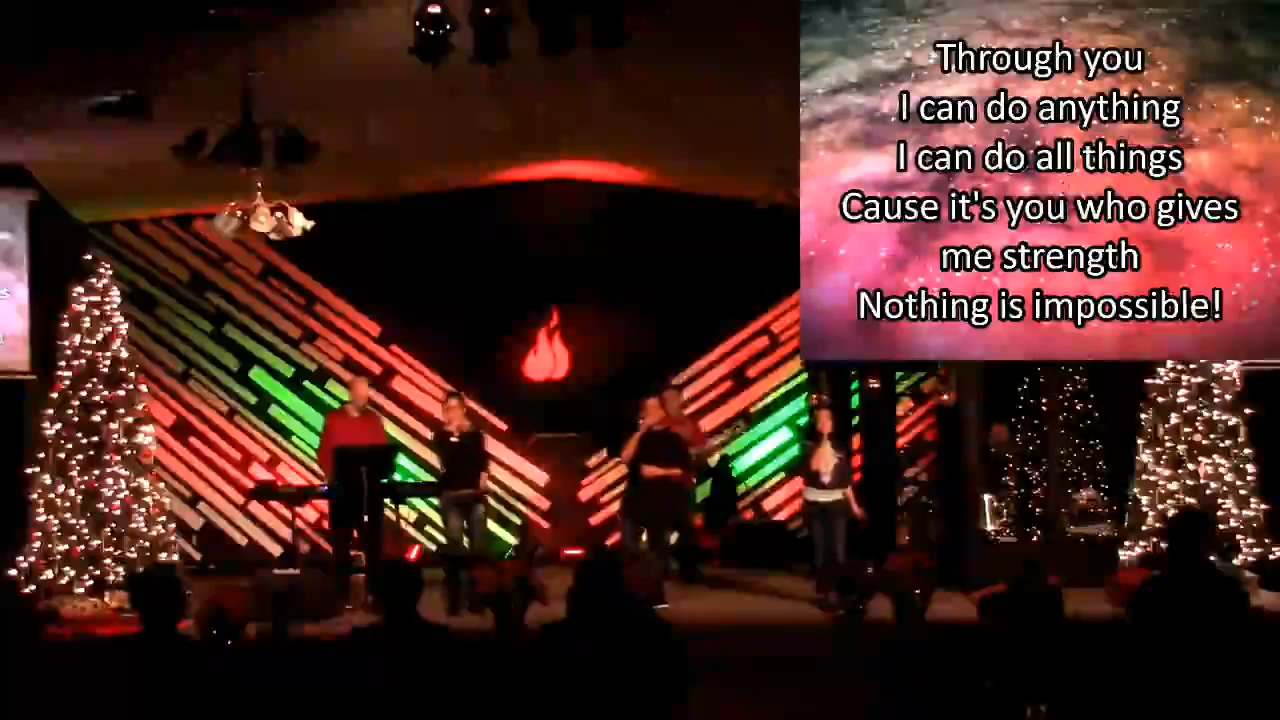 Through you
I can do anything
I can do all things
Cause it's you who gives
me strength
Nothing is impossible!